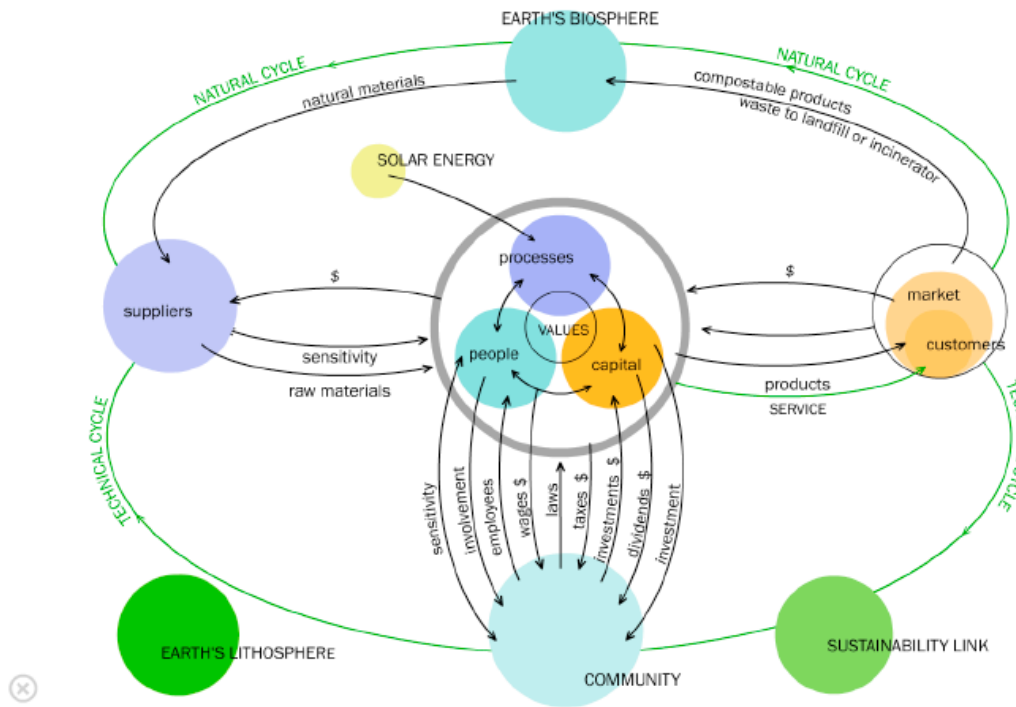 EARTH'S BIOSPHERE
NATURAL CYCLE
NATURAL CYCLE
natural materials
compostable products
waste to landfill or incinerator
SOLAR ENERGY
processes
$
$
suppliers
market
VALUES
customers
people
capital
sensitivity
raw materials
products
SERVICE
TECHNICAL CYCLE
sensitivity
involvement
employees
wages $
laws
taxes $
investments $
dividends $
investment
EARTH'S LITHOSPHERE
SUSTAINABILITY LINK
COMMUNITY